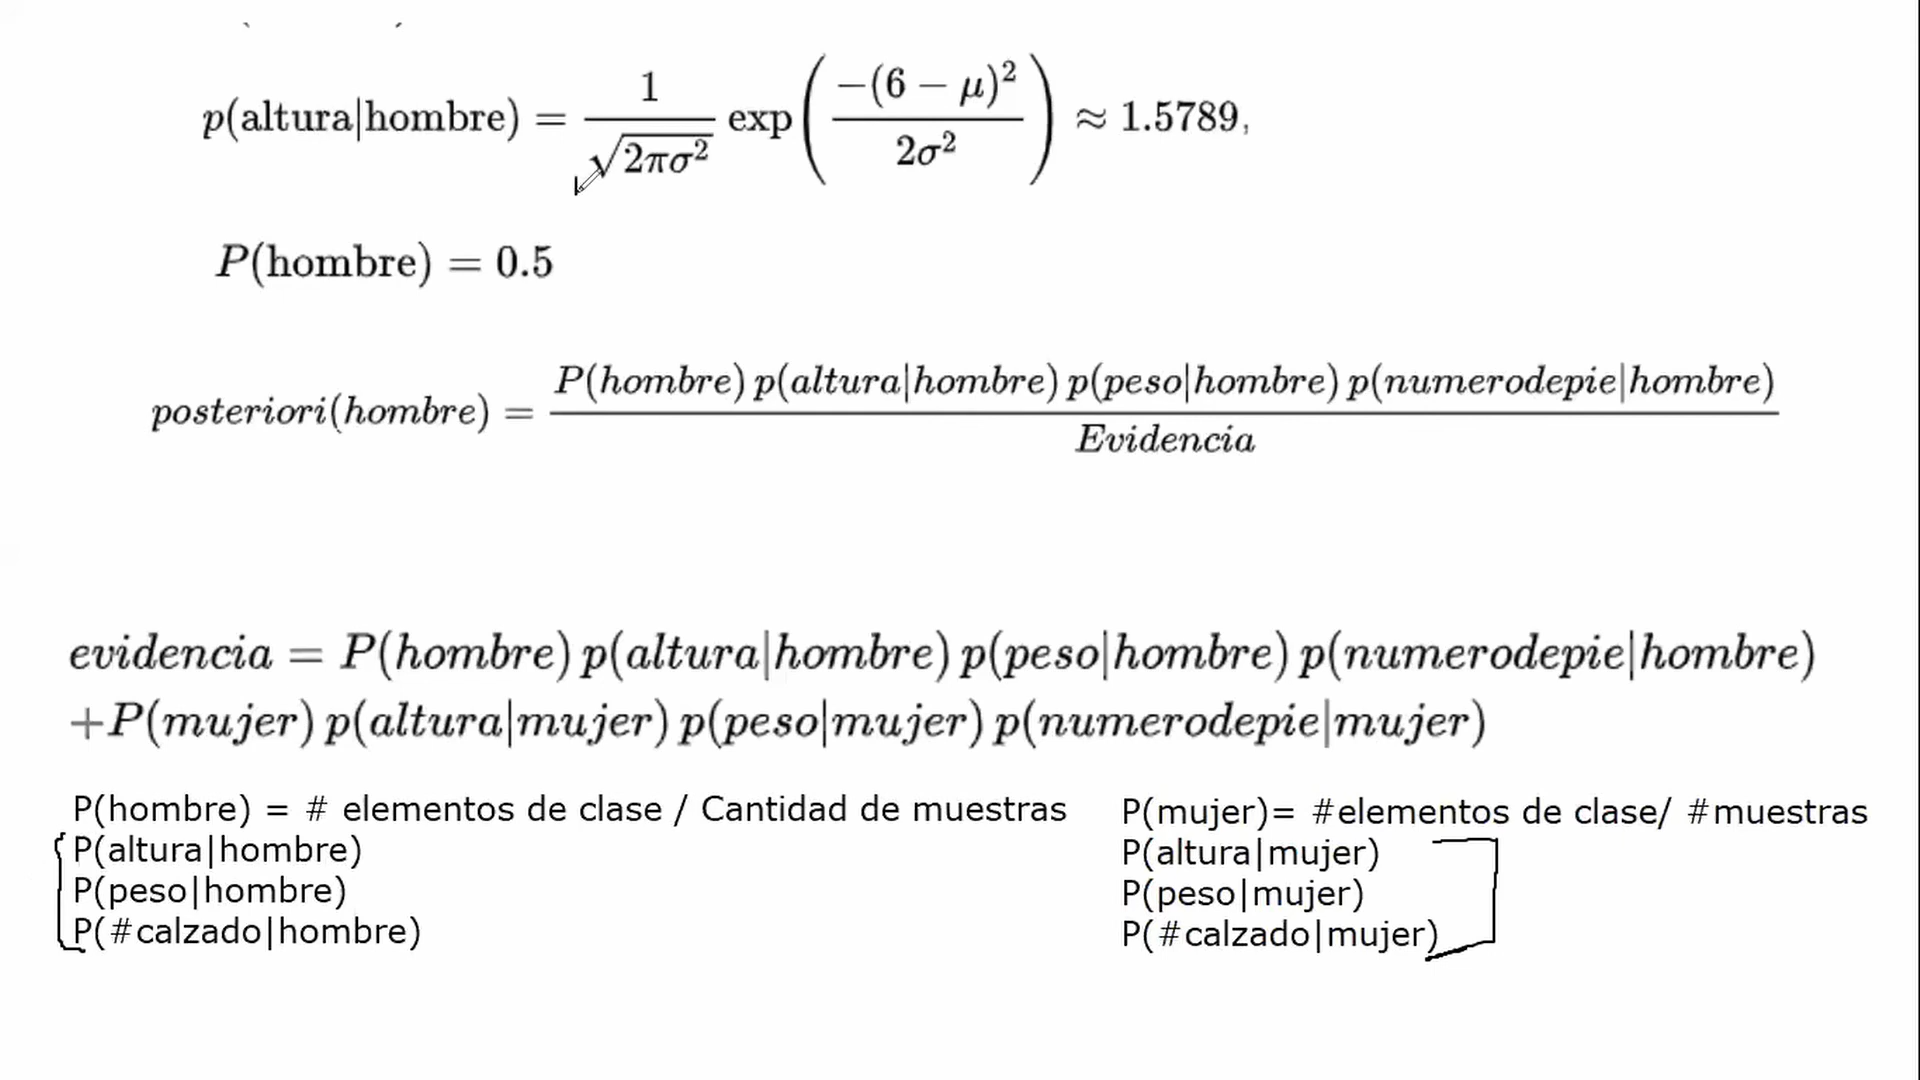 p(altura|hombre) = 1/√(2πσ²) exp(−(6 − μ)²/2σ²) ≈ 1.5789,
P(hombre) = 0.5
posteriori(hombre) = P(hombre) p(altura|hombre) p(peso|hombre) p(numerodepie|hombre) / Evidencia
evidencia = P(hombre) p(altura|hombre) p(peso|hombre) p(numerodepie|hombre)
+P(mujer) p(altura|mujer) p(peso|mujer) p(numerodepie|mujer)
P(hombre) = # elementos de clase / Cantidad de muestras
P(altura|hombre)
P(peso|hombre)
P(#calzado|hombre)
P(mujer)= #elementos de clase/ #muestras
P(altura|mujer)
P(peso|mujer)
P(#calzado|mujer)